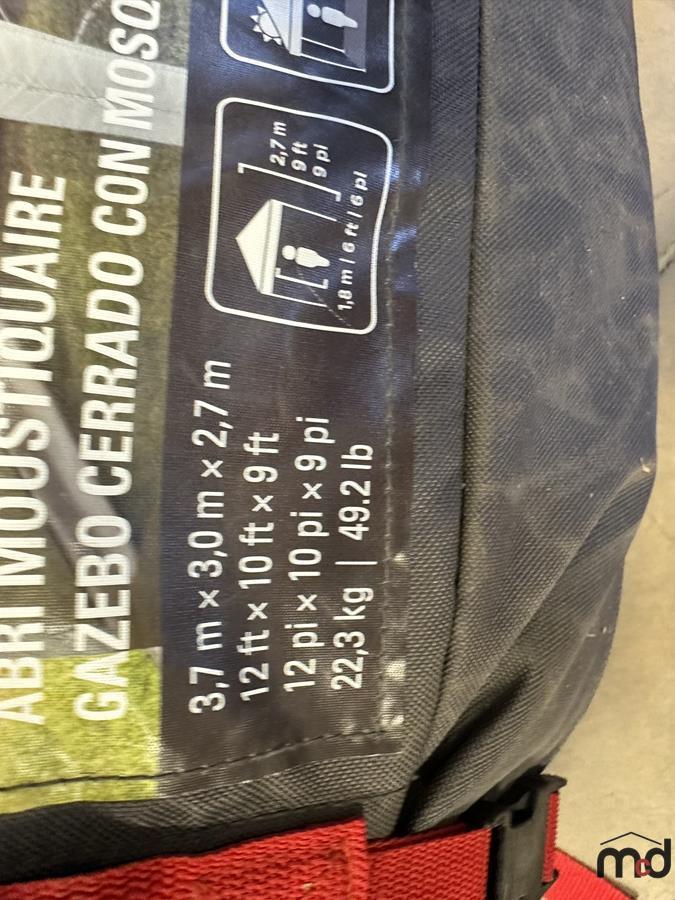 ABRI MOUSTIQUAIRE
GAZEBO CERRADO CON MOSQ
3,7 m x 3,0 m x 2,7 m
12 ft x 10 ft x 9 ft
12 pi x 10 pi x 9 pi
22,3 kg | 49.2 lb
2,7 m
9 ft
9 pi
1,8 m | 6 ft | 6 pi
mcd